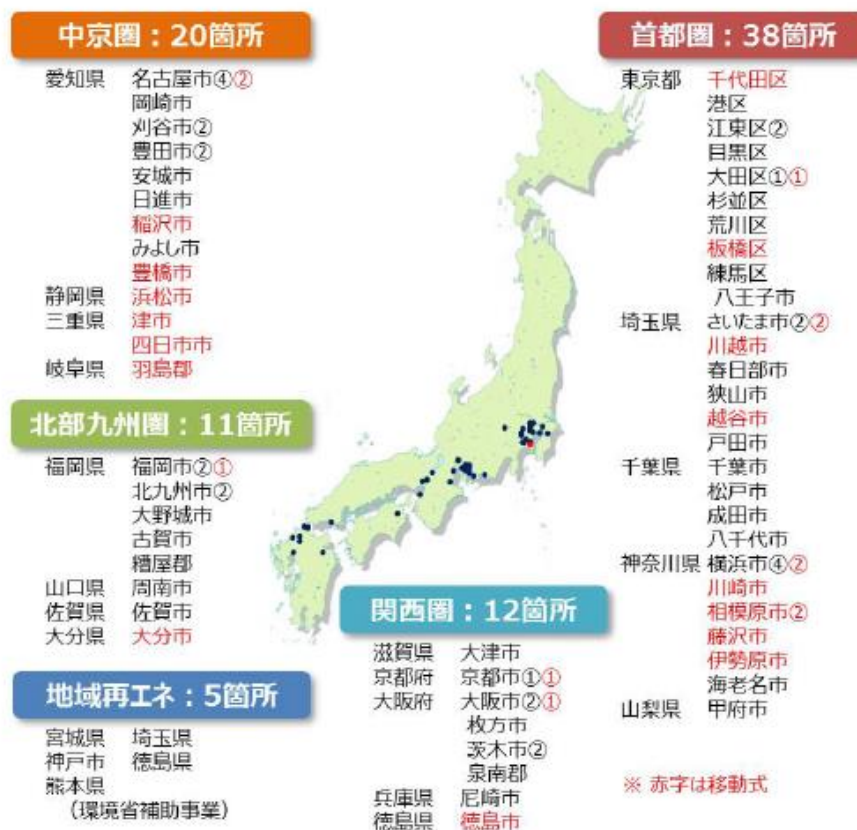 中京圏：20箇所
愛知県 名古屋市④②
岡崎市
刈谷市②
豊田市②
安城市
日進市
稲沢市
みよし市
豊橋市
静岡県 浜松市
三重県 津市
四日市市
岐阜県 羽島郡
北部九州圏：11箇所
福岡県 福岡市②①
北九州市②
大野城市
古賀市
糟屋郡
山口県 周南市
佐賀県 佐賀市
大分県 大分市
地域再エネ：5箇所
宮城県 埼玉県
神戸市 徳島県
熊本県
（環境省補助事業）
関西圏：12箇所
滋賀県 大津市
京都府 京都市①①
大阪府 大阪市②①
枚方市
茨木市②
泉南郡
兵庫県 尼崎市
徳島県 徳島市
首都圏：38箇所
東京都 千代田区
港区
江東区②
目黒区
大田区①①
杉並区
荒川区
板橋区
練馬区
八王子市
埼玉県 さいたま市②②
川越市
春日部市
狭山市
越谷市
戸田市
千葉県 千葉市
松戸市
成田市
八千代市
神奈川県 横浜市④②
川崎市
相模原市②
藤沢市
伊勢原市
海老名市
山梨県 甲府市
※ 赤字は移動式